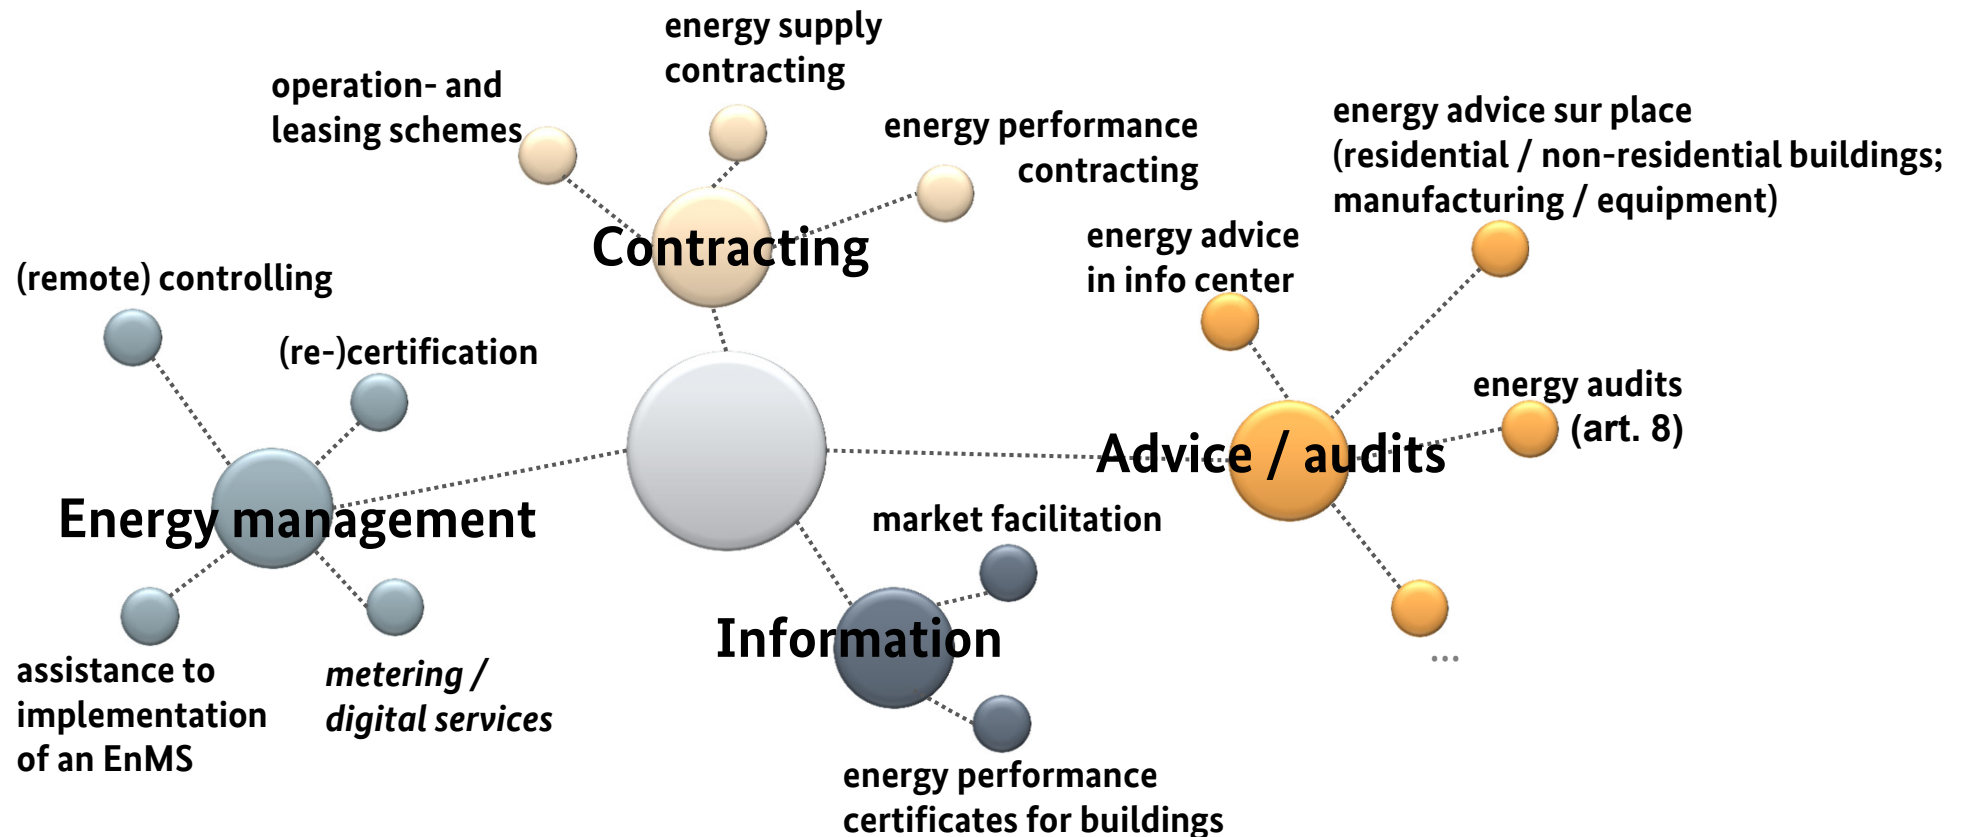 energy supply
contracting
operation- and
leasing schemes
energy performance
contracting
Contracting
energy advice sur place
(residential / non-residential buildings;
manufacturing / equipment)
energy advice
in info center
energy audits
(art. 8)
Advice / audits
...
(remote) controlling
(re-)certification
Energy management
assistance to
implementation
of an EnMS
metering /
digital services
market facilitation
Information
energy performance
certificates for buildings